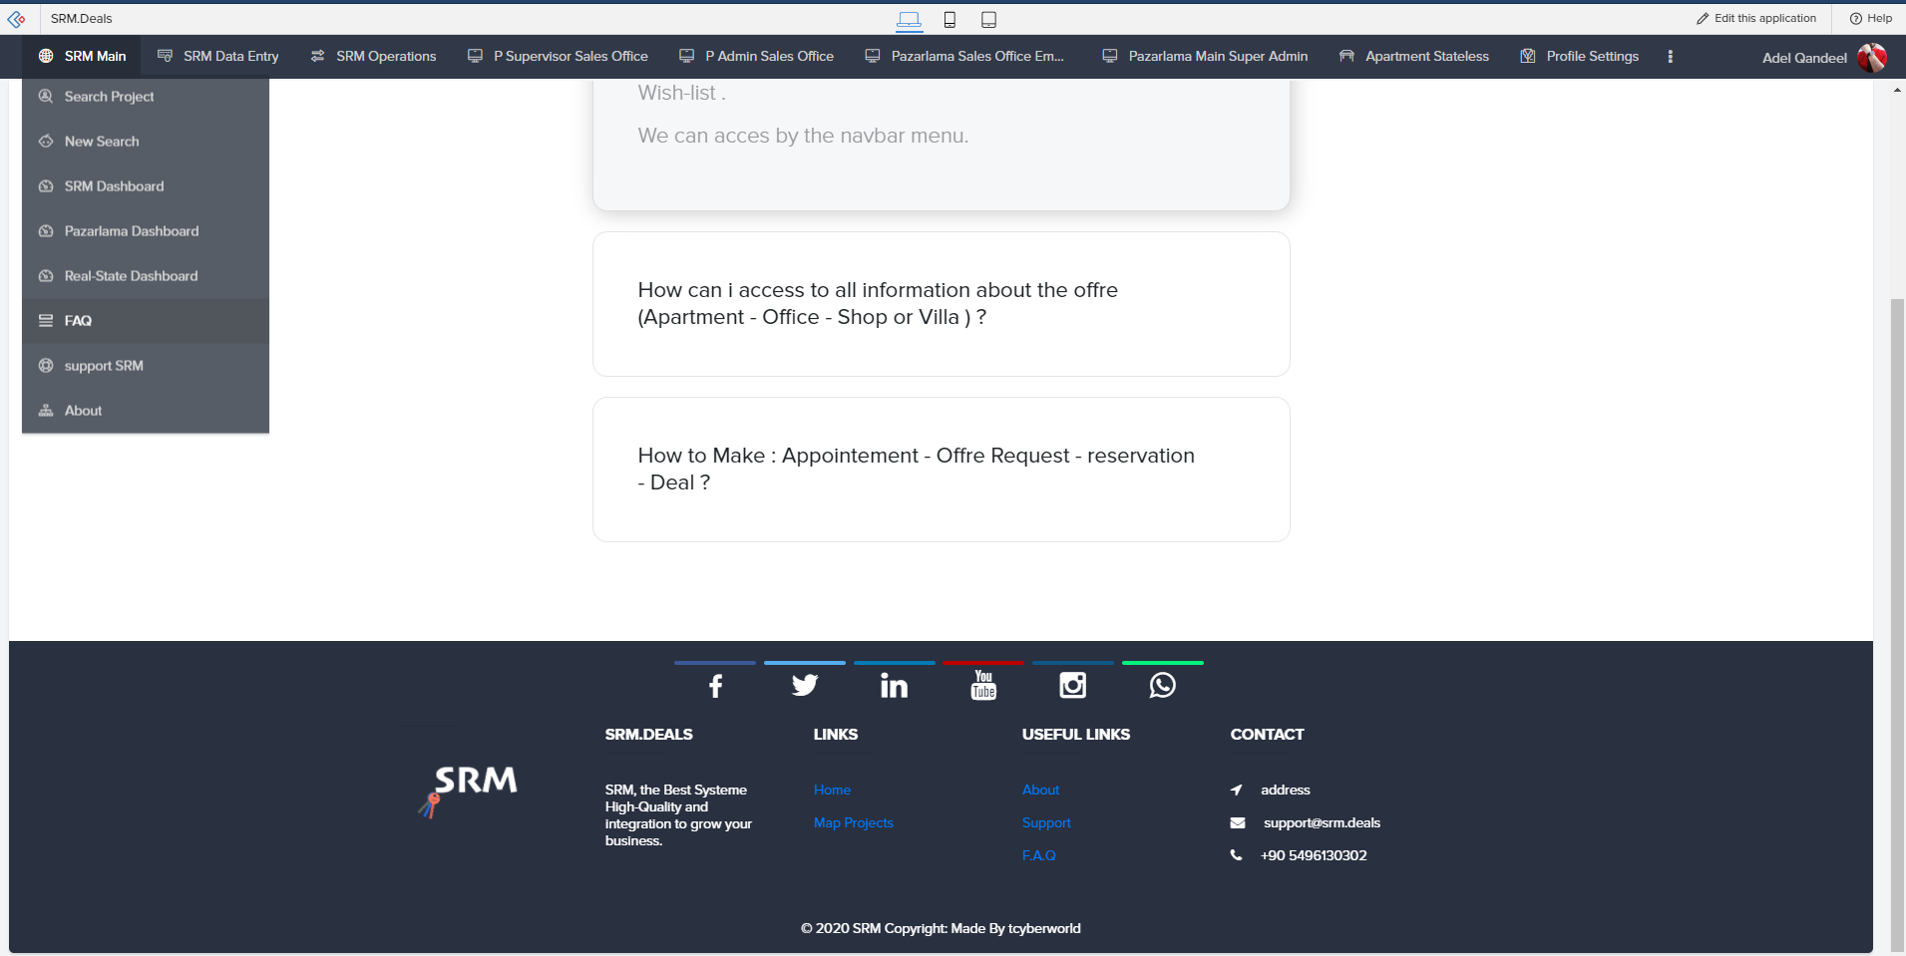 SRM.Deals
Edit this application
Help
SRM Main
SRM Data Entry
SRM Operations
P Supervisor Sales Office
P Admin Sales Office
Pazarlama Sales Office Em...
Pazarlama Main Super Admin
Apartment Stateless
Profile Settings
Adel Qandeel
Search Project
New Search
SRM Dashboard
Pazarlama Dashboard
Real-State Dashboard
FAQ
support SRM
About
Wish-list .
We can acces by the navbar menu.
How can i access to all information about the offre
(Apartment - Office - Shop or Villa ) ?
How to Make : Appointement - Offre Request - reservation
- Deal ?
You
Tube
SRM
SRM.DEALS
SRM, the Best Systeme
High-Quality and
integration to grow your
business.
LINKS
Home
Map Projects
USEFUL LINKS
About
Support
F.A.Q
CONTACT
address
support@srm.deals
+90 5496130302
© 2020 SRM Copyright: Made By tcyberworld